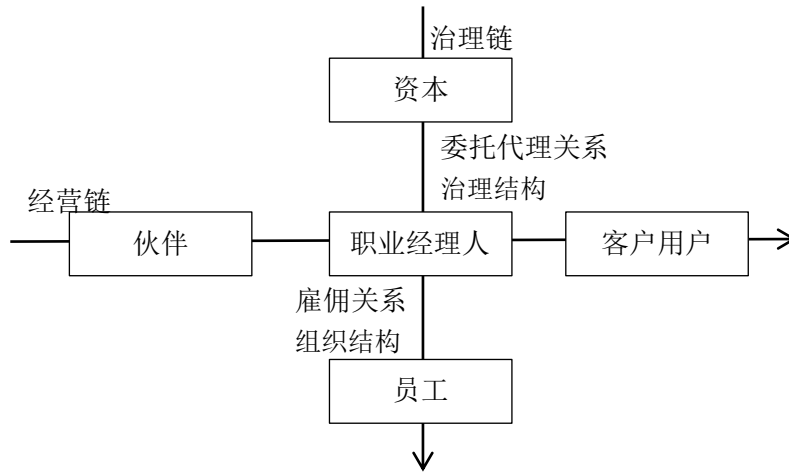 治理链
资本
委托代理关系
治理结构
经营链
伙伴
职业经理人
客户用户
雇佣关系
组织结构
员工